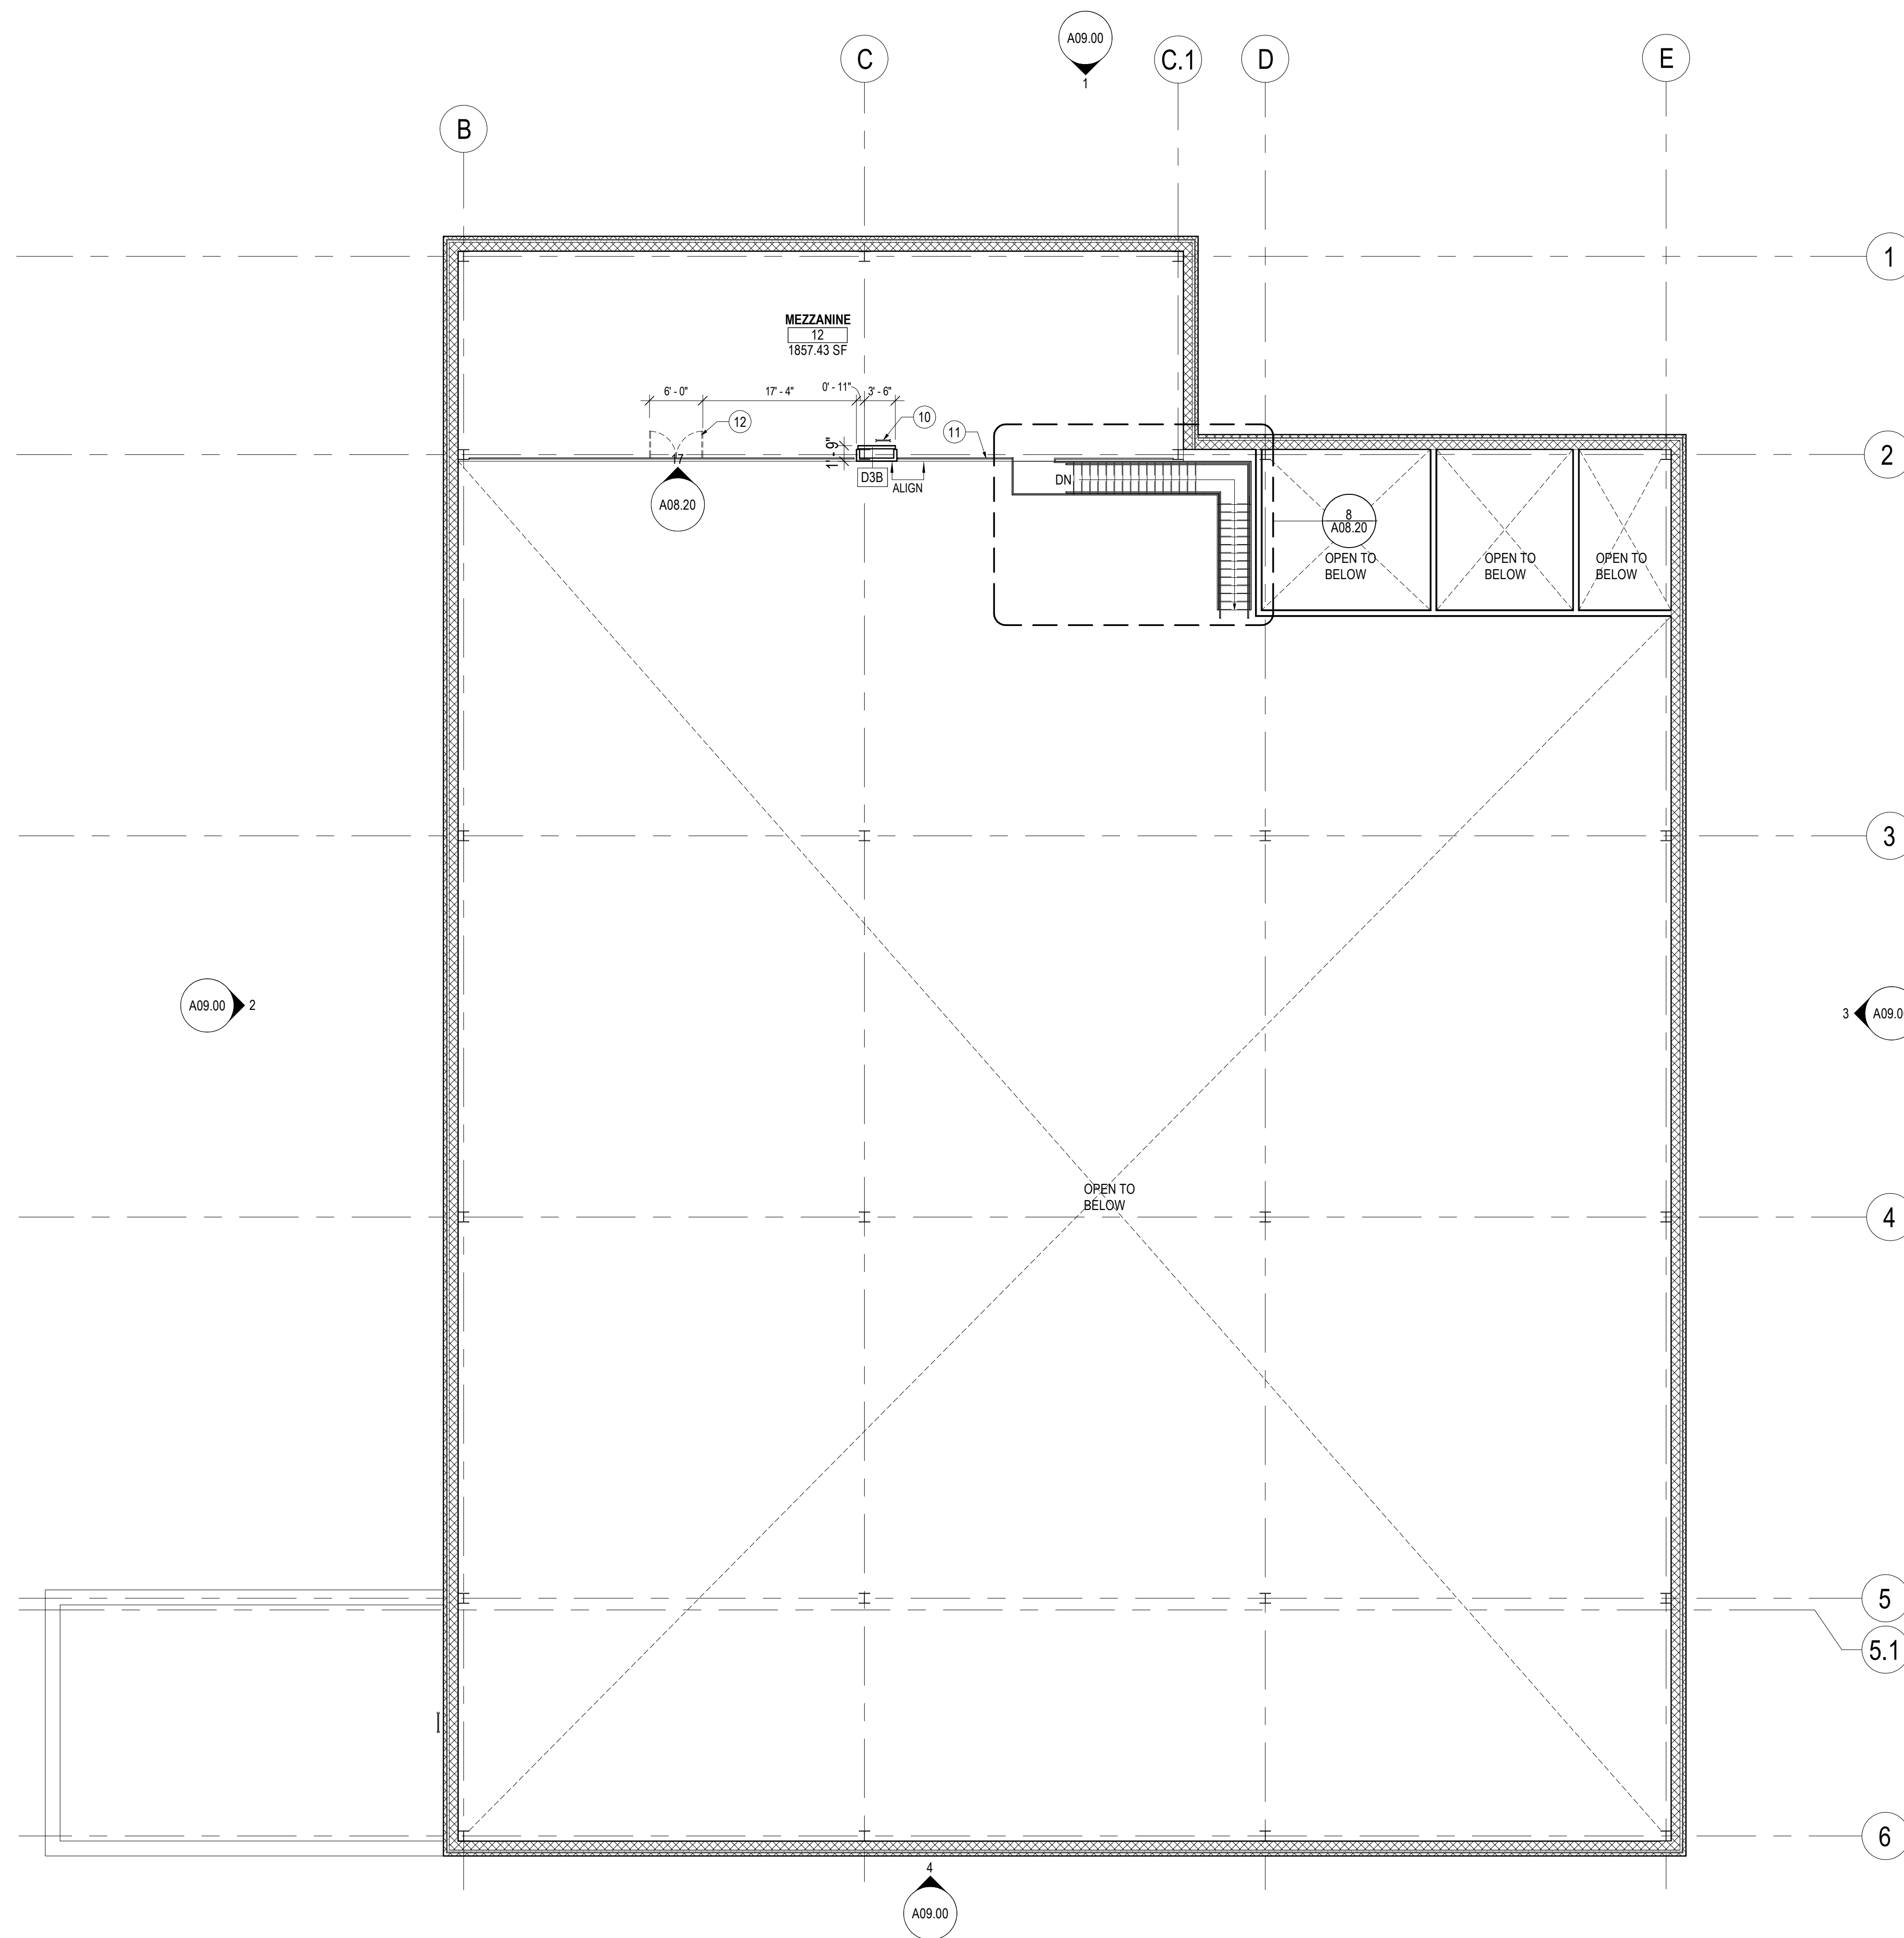 A09.00
1
C
C.1
D
E
B
1
MEZZANINE
12
1857.43 SF
6' - 0"
17' - 4"
0' - 11"
3' - 6"
10
12
11
1' - 9"
2
17
D3B
ALIGN
DN
A08.20
8
A08.20
OPEN TO
BELOW
OPEN TO
BELOW
OPEN TO
BELOW
3
A09.00
2
3
A09.0
OPEN TO
BELOW
4
5
5.1
6
4
A09.00